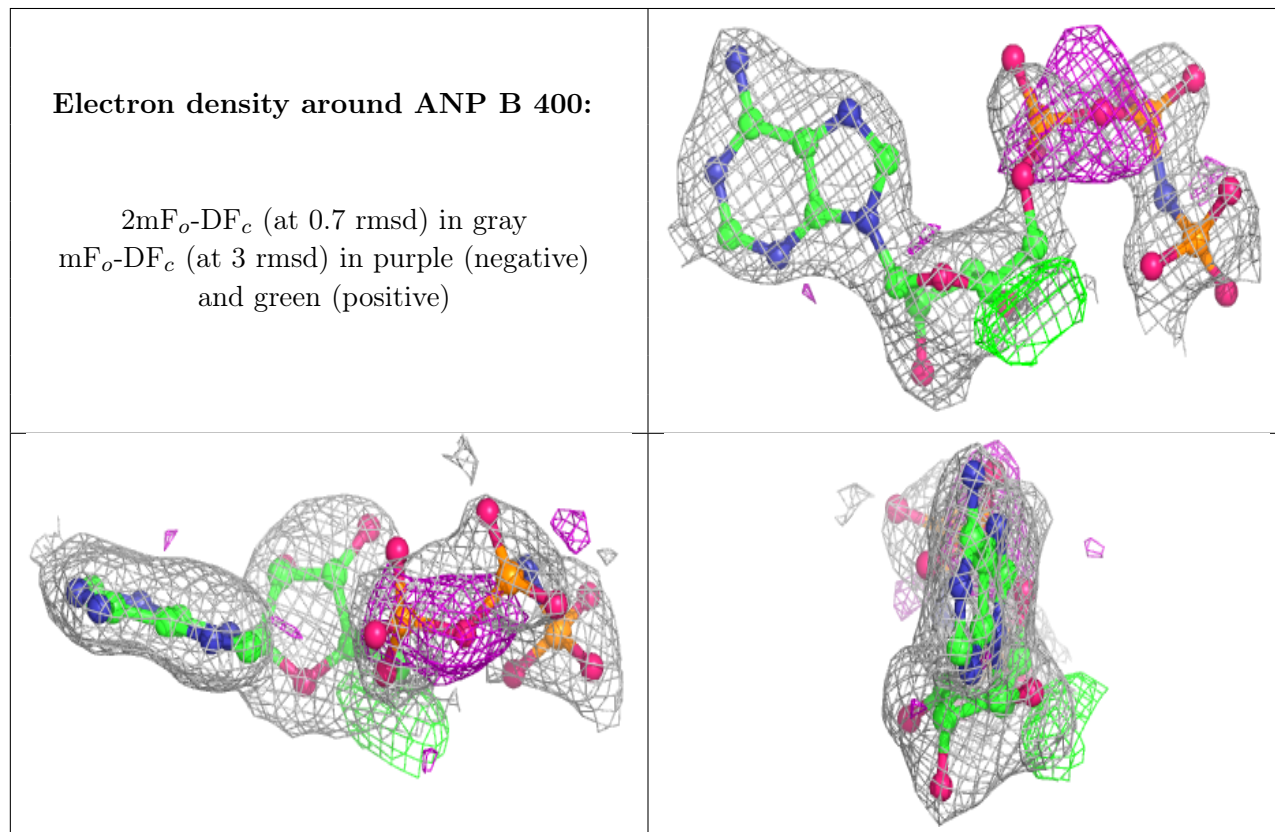 Electron density around ANP B 400:
2mFo-DFc (at 0.7 rmsd) in gray
mFo-DFc (at 3 rmsd) in purple (negative)
and green (positive)